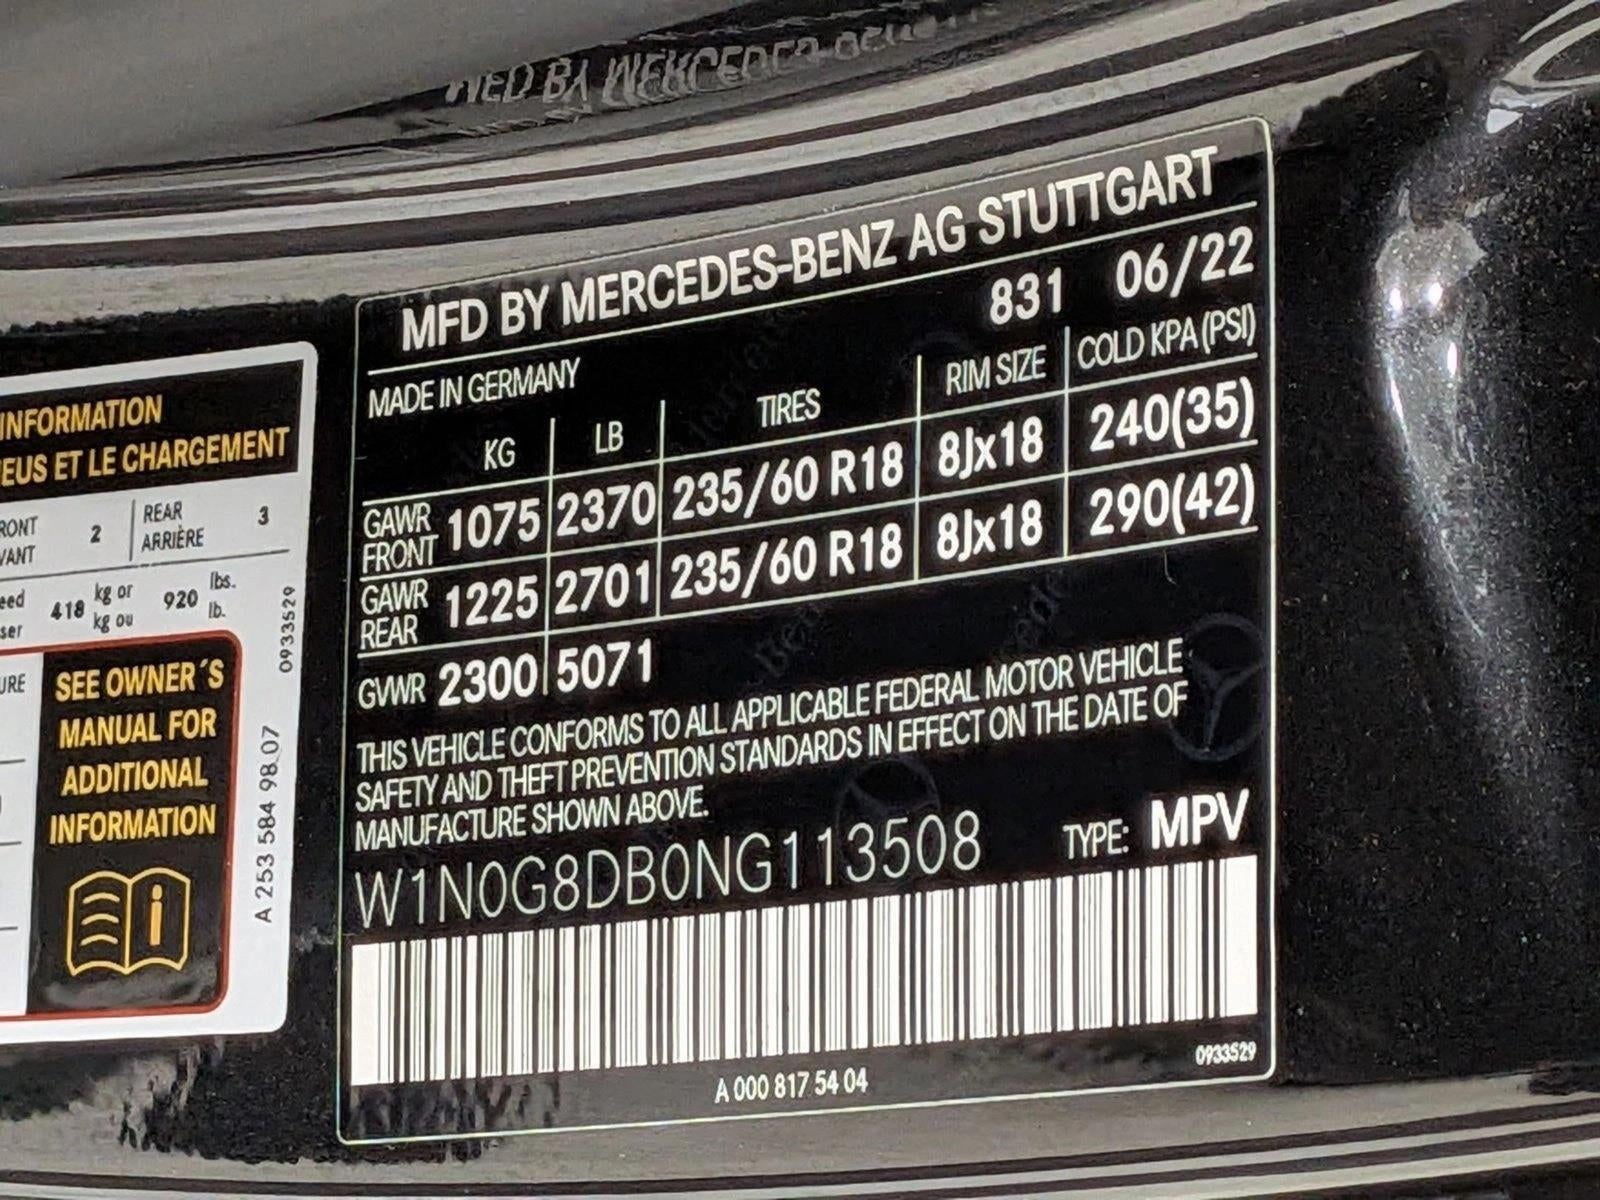 INFORMATION
EUS ET LE CHARGEMENT
2
REAR
ARRIÈRE
3
418 kg or
kg ou
920 lbs.
lb.
0933529
SEE OWNER´S
MANUAL FOR
ADDITIONAL
INFORMATION
A 253 584 98 07
MFD BY MERCEDES-BENZ AG STUTTGART
831 06/22
MADE IN GERMANY
KG LB TIRES RIM SIZE COLD KPA (PSI)
GAWR FRONT 1075 2370 235/60 R18 8Jx18 240(35)
GAWR REAR 1225 2701 235/60 R18 8Jx18 290(42)
GVWR 2300 5071
THIS VEHICLE CONFORMS TO ALL APPLICABLE FEDERAL MOTOR VEHICLE
SAFETY AND THEFT PREVENTION STANDARDS IN EFFECT ON THE DATE OF
MANUFACTURE SHOWN ABOVE.
W1N0G8DB0NG113508 TYPE: MPV
A 000 817 54 04
0933529